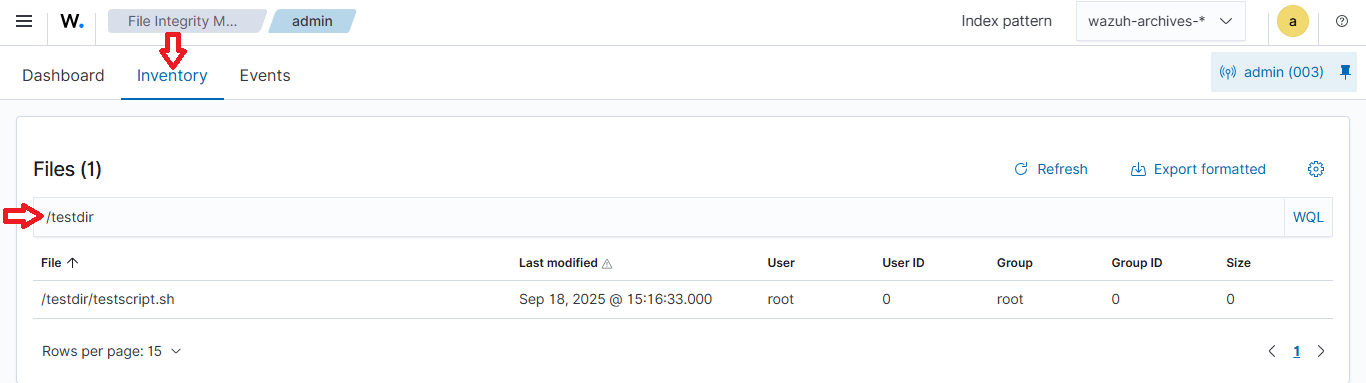 W. File Integrity M... admin Index pattern wazuh-archives-* a
Dashboard Inventory Events admin (003)
Files (1) Refresh Export formatted
/testdir WQL
File Last modified User User ID Group Group ID Size
/testdir/testscript.sh Sep 18, 2025 @ 15:16:33.000 root 0 root 0 0
Rows per page: 15 1